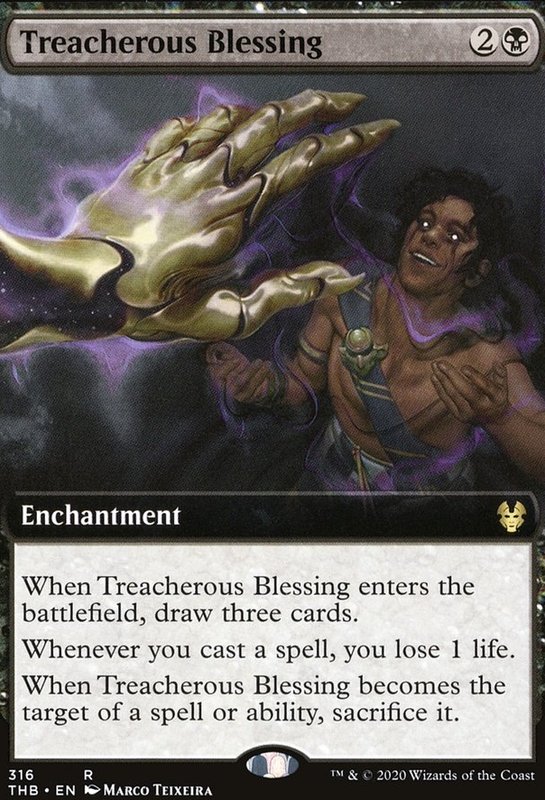 Treacherous Blessing 2
Enchantment
When Treacherous Blessing enters the
battlefield, draw three cards.
Whenever you cast a spell, you lose 1 life.
When Treacherous Blessing becomes the
target of a spell or ability, sacrifice it.
316 R
THB • EN Marco Teixeira
™ & © 2020 Wizards of the Coast